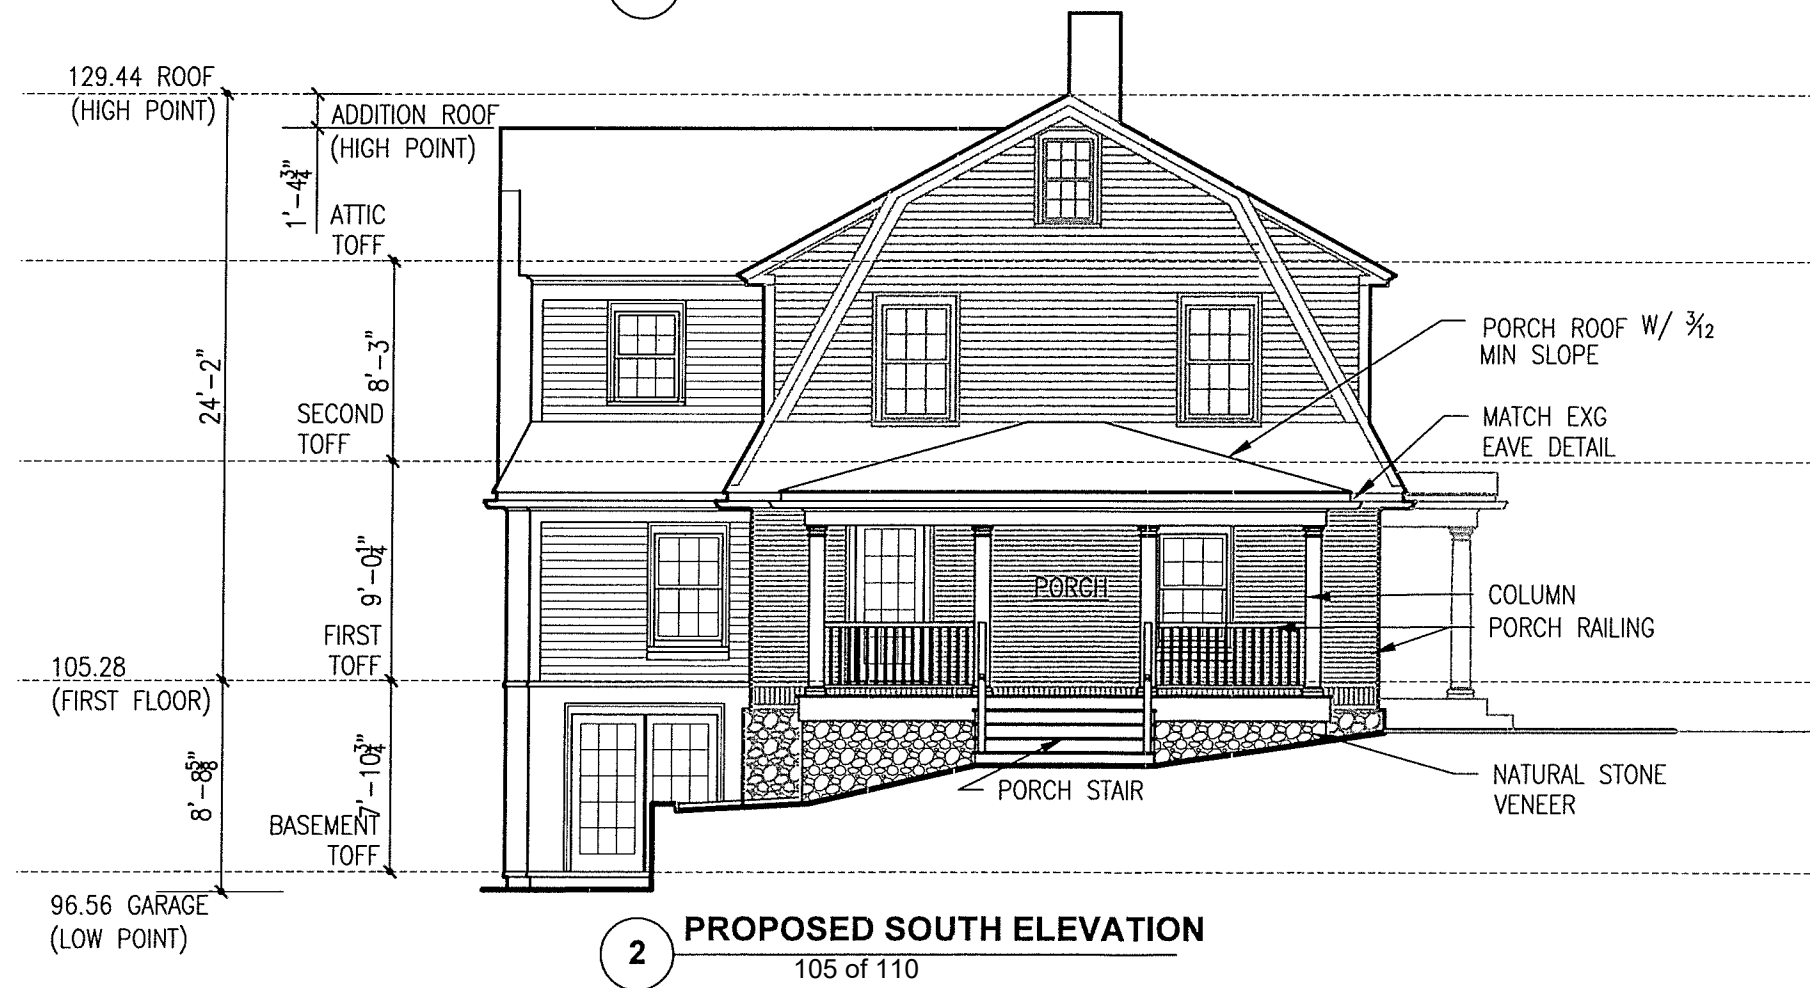 129.44 ROOF
(HIGH POINT)
ADDITION ROOF
(HIGH POINT)
1'-4¾"
ATTIC
TOFF
24'-2"
8'-3"
SECOND
TOFF
9'-0¼"
FIRST
TOFF
105.28
(FIRST FLOOR)
8'-8⅝"
7'-10¾"
BASEMENT
TOFF
96.56 GARAGE
(LOW POINT)
PORCH
PORCH ROOF W/ 3/12
MIN SLOPE
MATCH EXG
EAVE DETAIL
COLUMN
PORCH RAILING
NATURAL STONE
VENEER
PORCH STAIR
2
PROPOSED SOUTH ELEVATION
105 of 110